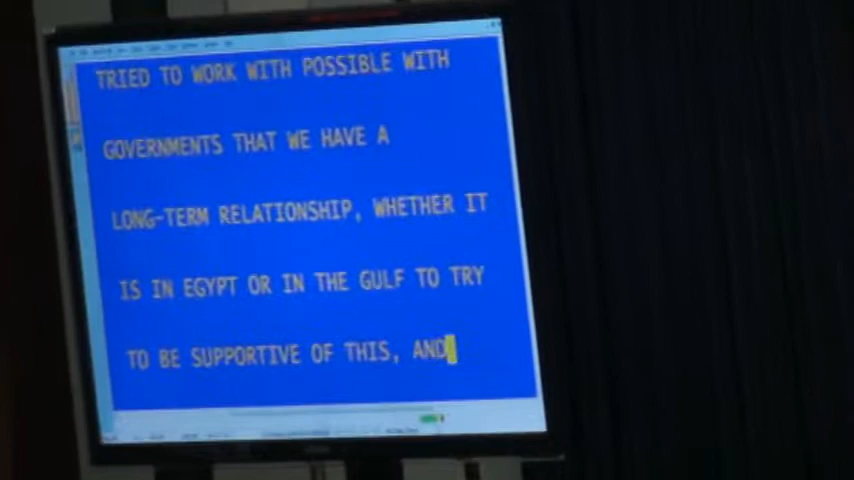 TRIED TO WORK WITH POSSIBLE WITH
GOVERNMENTS THAT WE HAVE A
LONG-TERM RELATIONSHIP, WHETHER IT
IS IN EGYPT OR IN THE GULF TO TRY
TO BE SUPPORTIVE OF THIS, AND